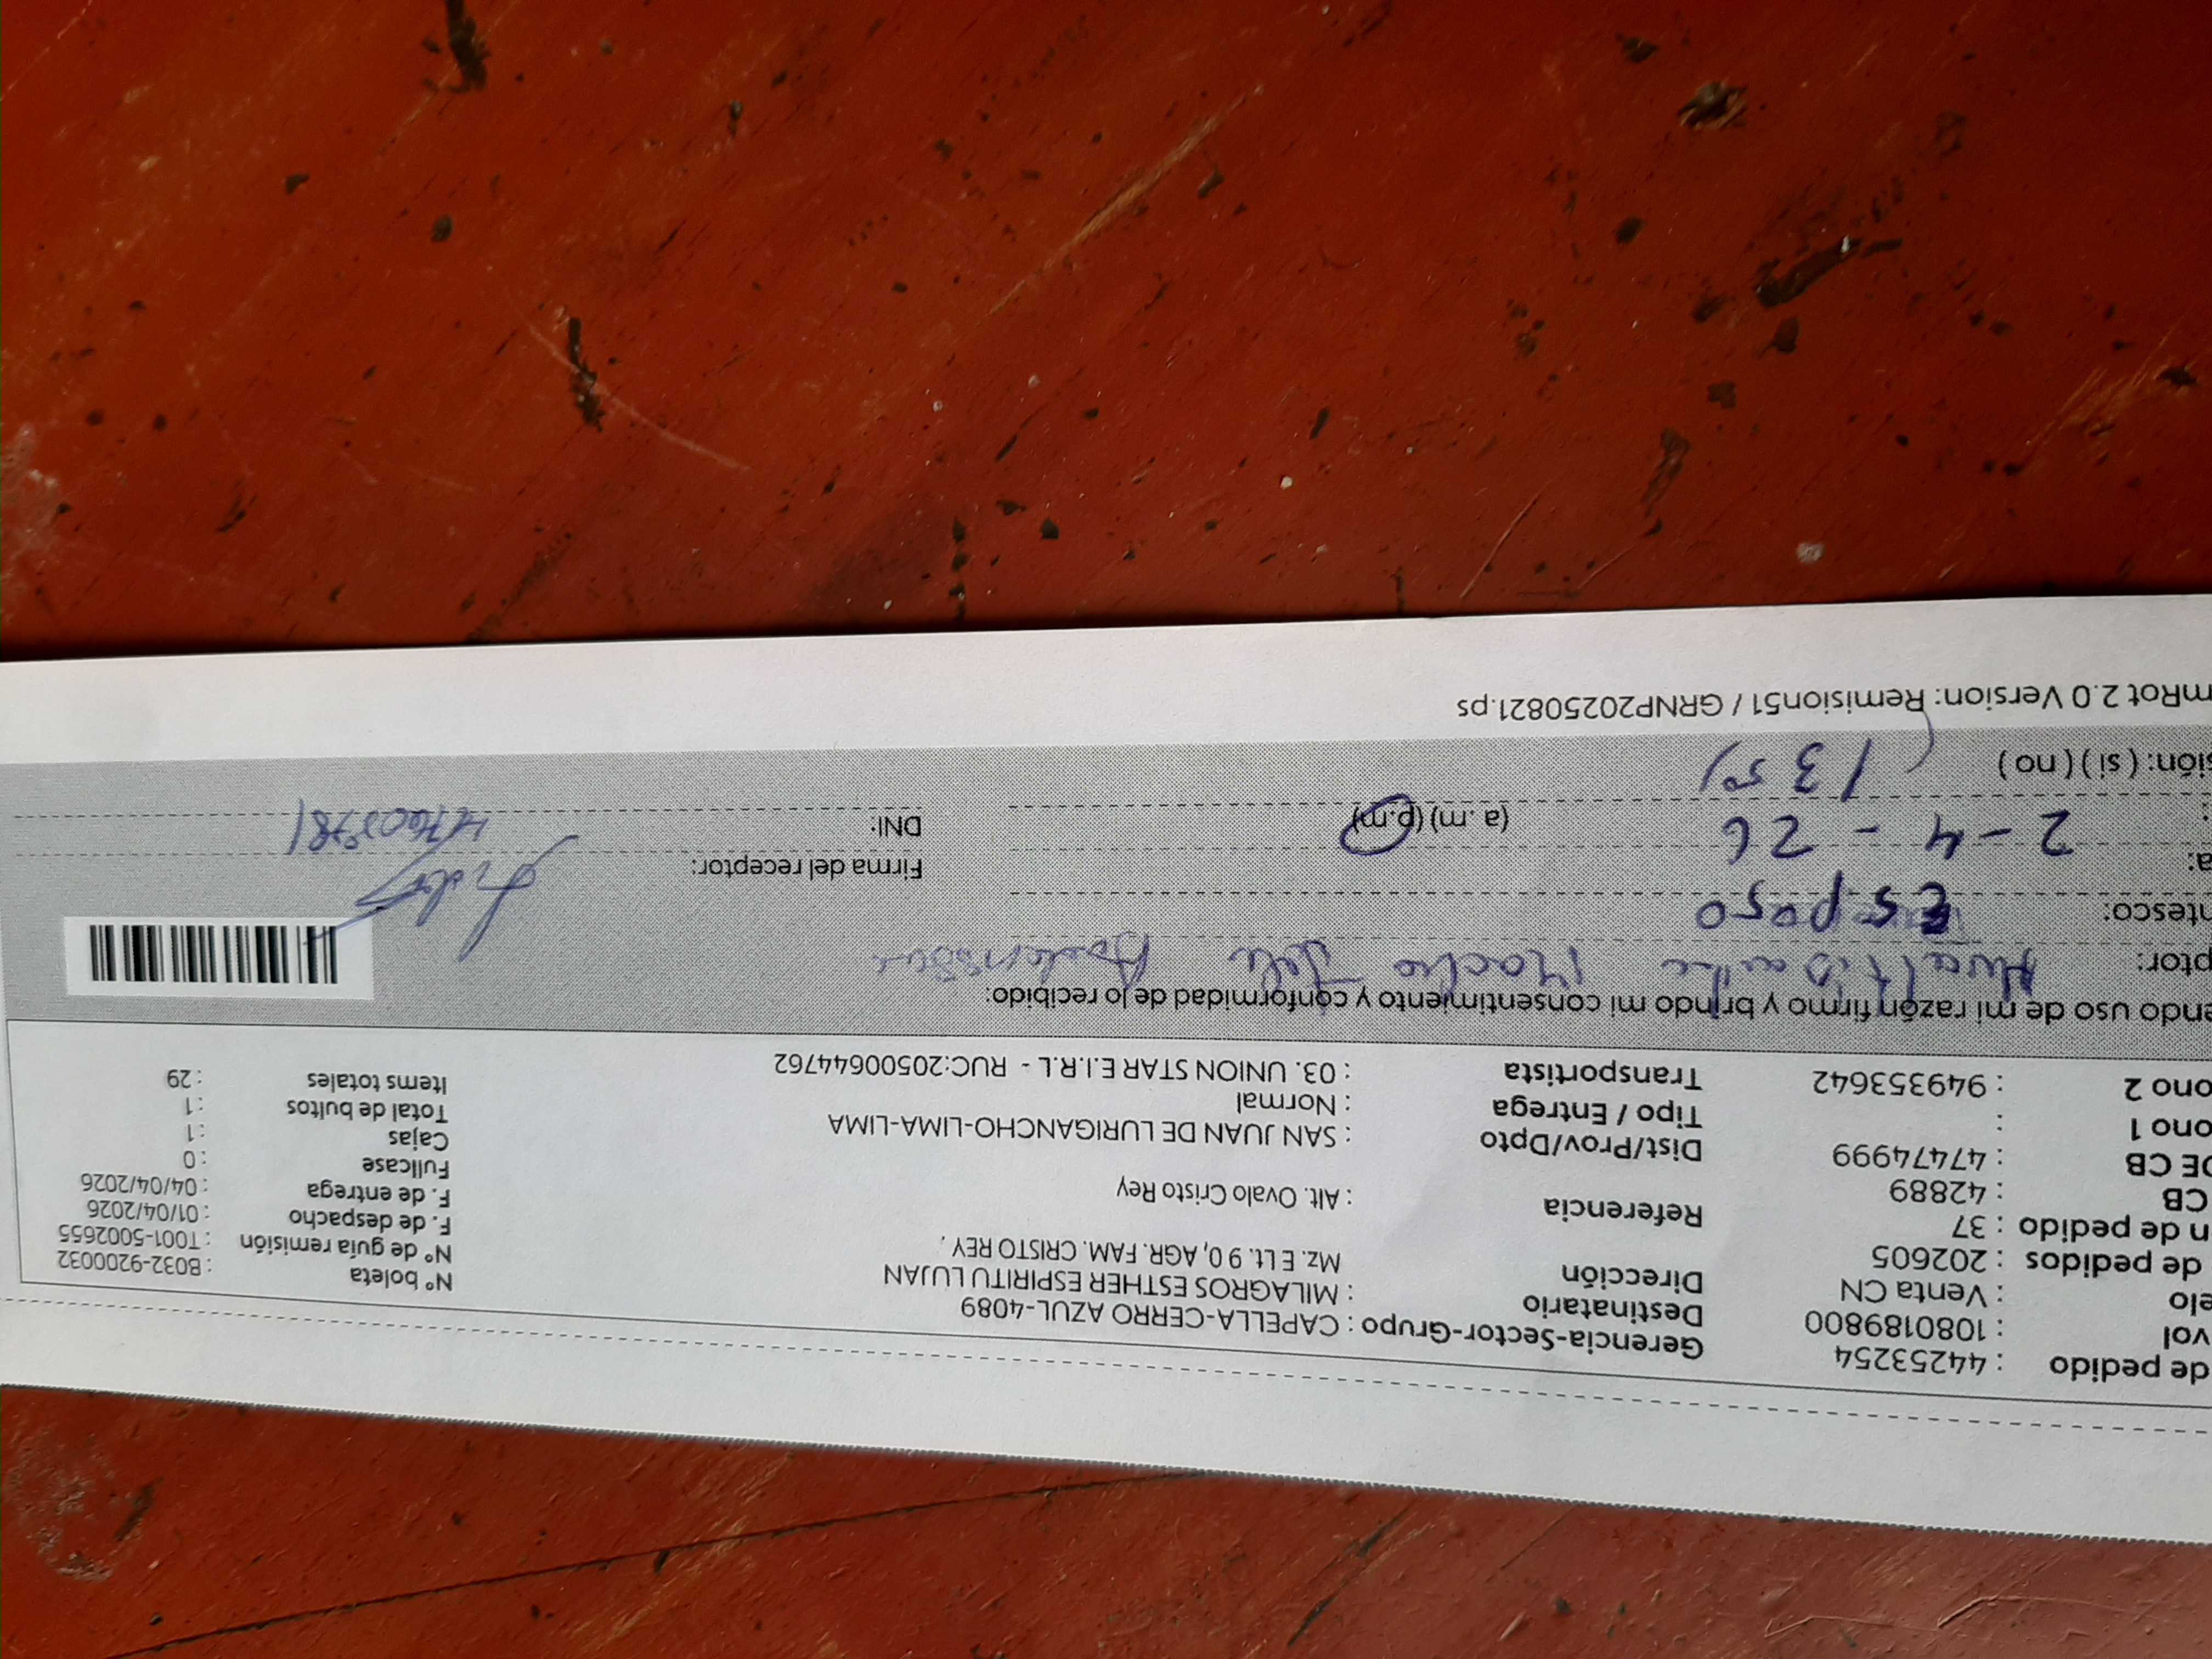 de pedido : 44253254 Gerencia-Sector-Grupo : CAPELLA-CERRO AZUL-4089 Nº boleta : B032-9200032
vol : 1080189800 Destinatario : MILAGROS ESTHER ESPIRITU LUJAN Nº de guía remisión : T001-5002655
elo : Venta CN Dirección Mz. E Lt. 9 0, AGR. FAM. CRISTO REY , F. de despacho : 01/04/2026
de pedidos : 202605 F. de entrega : 04/04/2026
n de pedido : 37 Referencia : Alt. Ovalo Cristo Rey Fullcase : 0
CB : 42889 Cajas : 1
DE CB : 47474999 Dist/Prov/Dpto : SAN JUAN DE LURIGANCHO-LIMA-LIMA Total de bultos : 1
ono 1 : Tipo / Entrega : Normal Items totales : 29
ono 2 : 949353642 Transportista : 03. UNION STAR E.I.R.L - RUC:20500644762
endo uso de mi razón firmo y brindo mi consentimiento y conformidad de lo recibido:
ptor:
ntesco: Esposo
a: 2-4-26 Firma del receptor:
: (a. m) (p.m) DNI:
sión: ( si ) ( no ) (13 50)
mRot 2.0 Version: Remision51 / GRNP20250821.ps